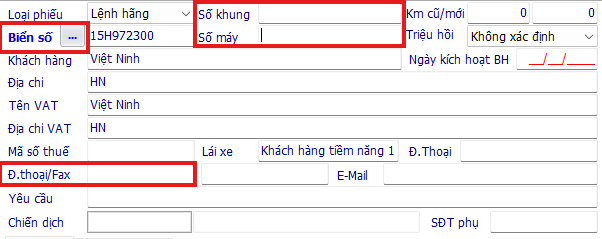 Loại phiếu Lệnh hãng Số khung Km cũ/mới 0 0
Biển số ... 15H972300 Số máy Triệu hồi Không xác định
Khách hàng Việt Ninh Ngày kích hoạt BH __/__/____
Địa chỉ HN
Tên VAT Việt Ninh
Địa chỉ VAT HN
Mã số thuế Lái xe Khách hàng tiềm năng 1 Đ.Thoại
Đ.thoại/Fax E-Mail
Yêu cầu
Chiến dịch SĐT phụ